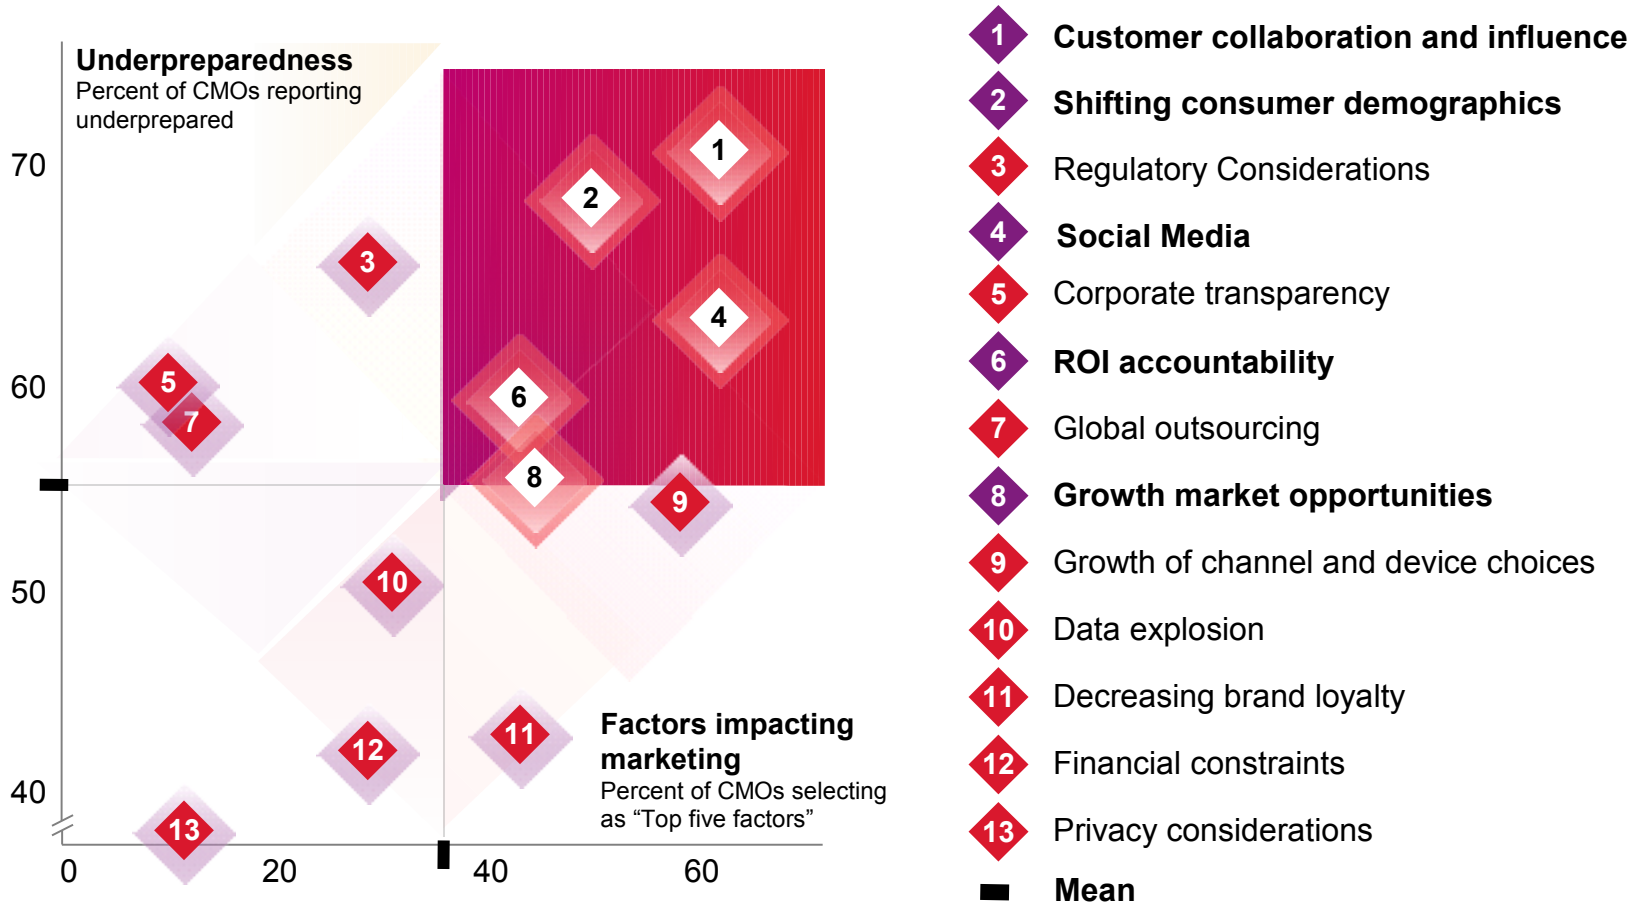 Underpreparedness
Percent of CMOs reporting
underprepared
70
60
50
40
0
20
40
60
1
2
3
4
5
6
7
8
9
10
11
12
13
Factors impacting
marketing
Percent of CMOs selecting
as “Top five factors”
1 Customer collaboration and influence
2 Shifting consumer demographics
3 Regulatory Considerations
4 Social Media
5 Corporate transparency
6 ROI accountability
7 Global outsourcing
8 Growth market opportunities
9 Growth of channel and device choices
10 Data explosion
11 Decreasing brand loyalty
12 Financial constraints
13 Privacy considerations
Mean